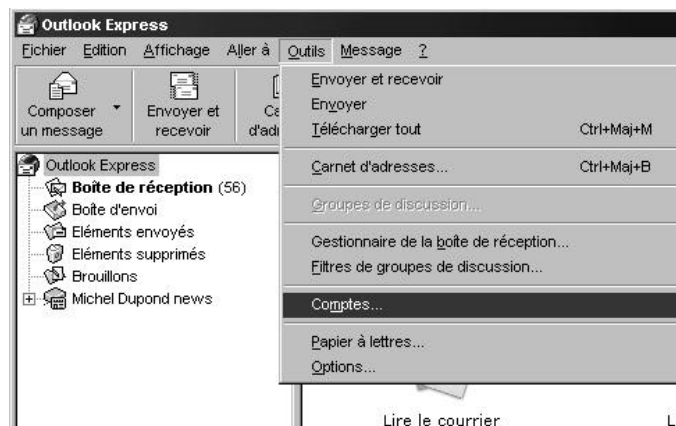 Outlook Express
Fichier Edition Affichage Aller à Outils Message ?
Composer un message
Envoyer et recevoir
Envoyer et recevoir
Envoyer
Télécharger tout Ctrl+Maj+M
Carnet d'adresses... Ctrl+Maj+B
Groupes de discussion...
Gestionnaire de la boîte de réception...
Filtres de groupes de discussion...
Comptes...
Papier à lettres...
Options...
Outlook Express
Boîte de réception (56)
Boîte d'envoi
Eléments envoyés
Eléments supprimés
Brouillons
Michel Dupond news
Lire le courrier